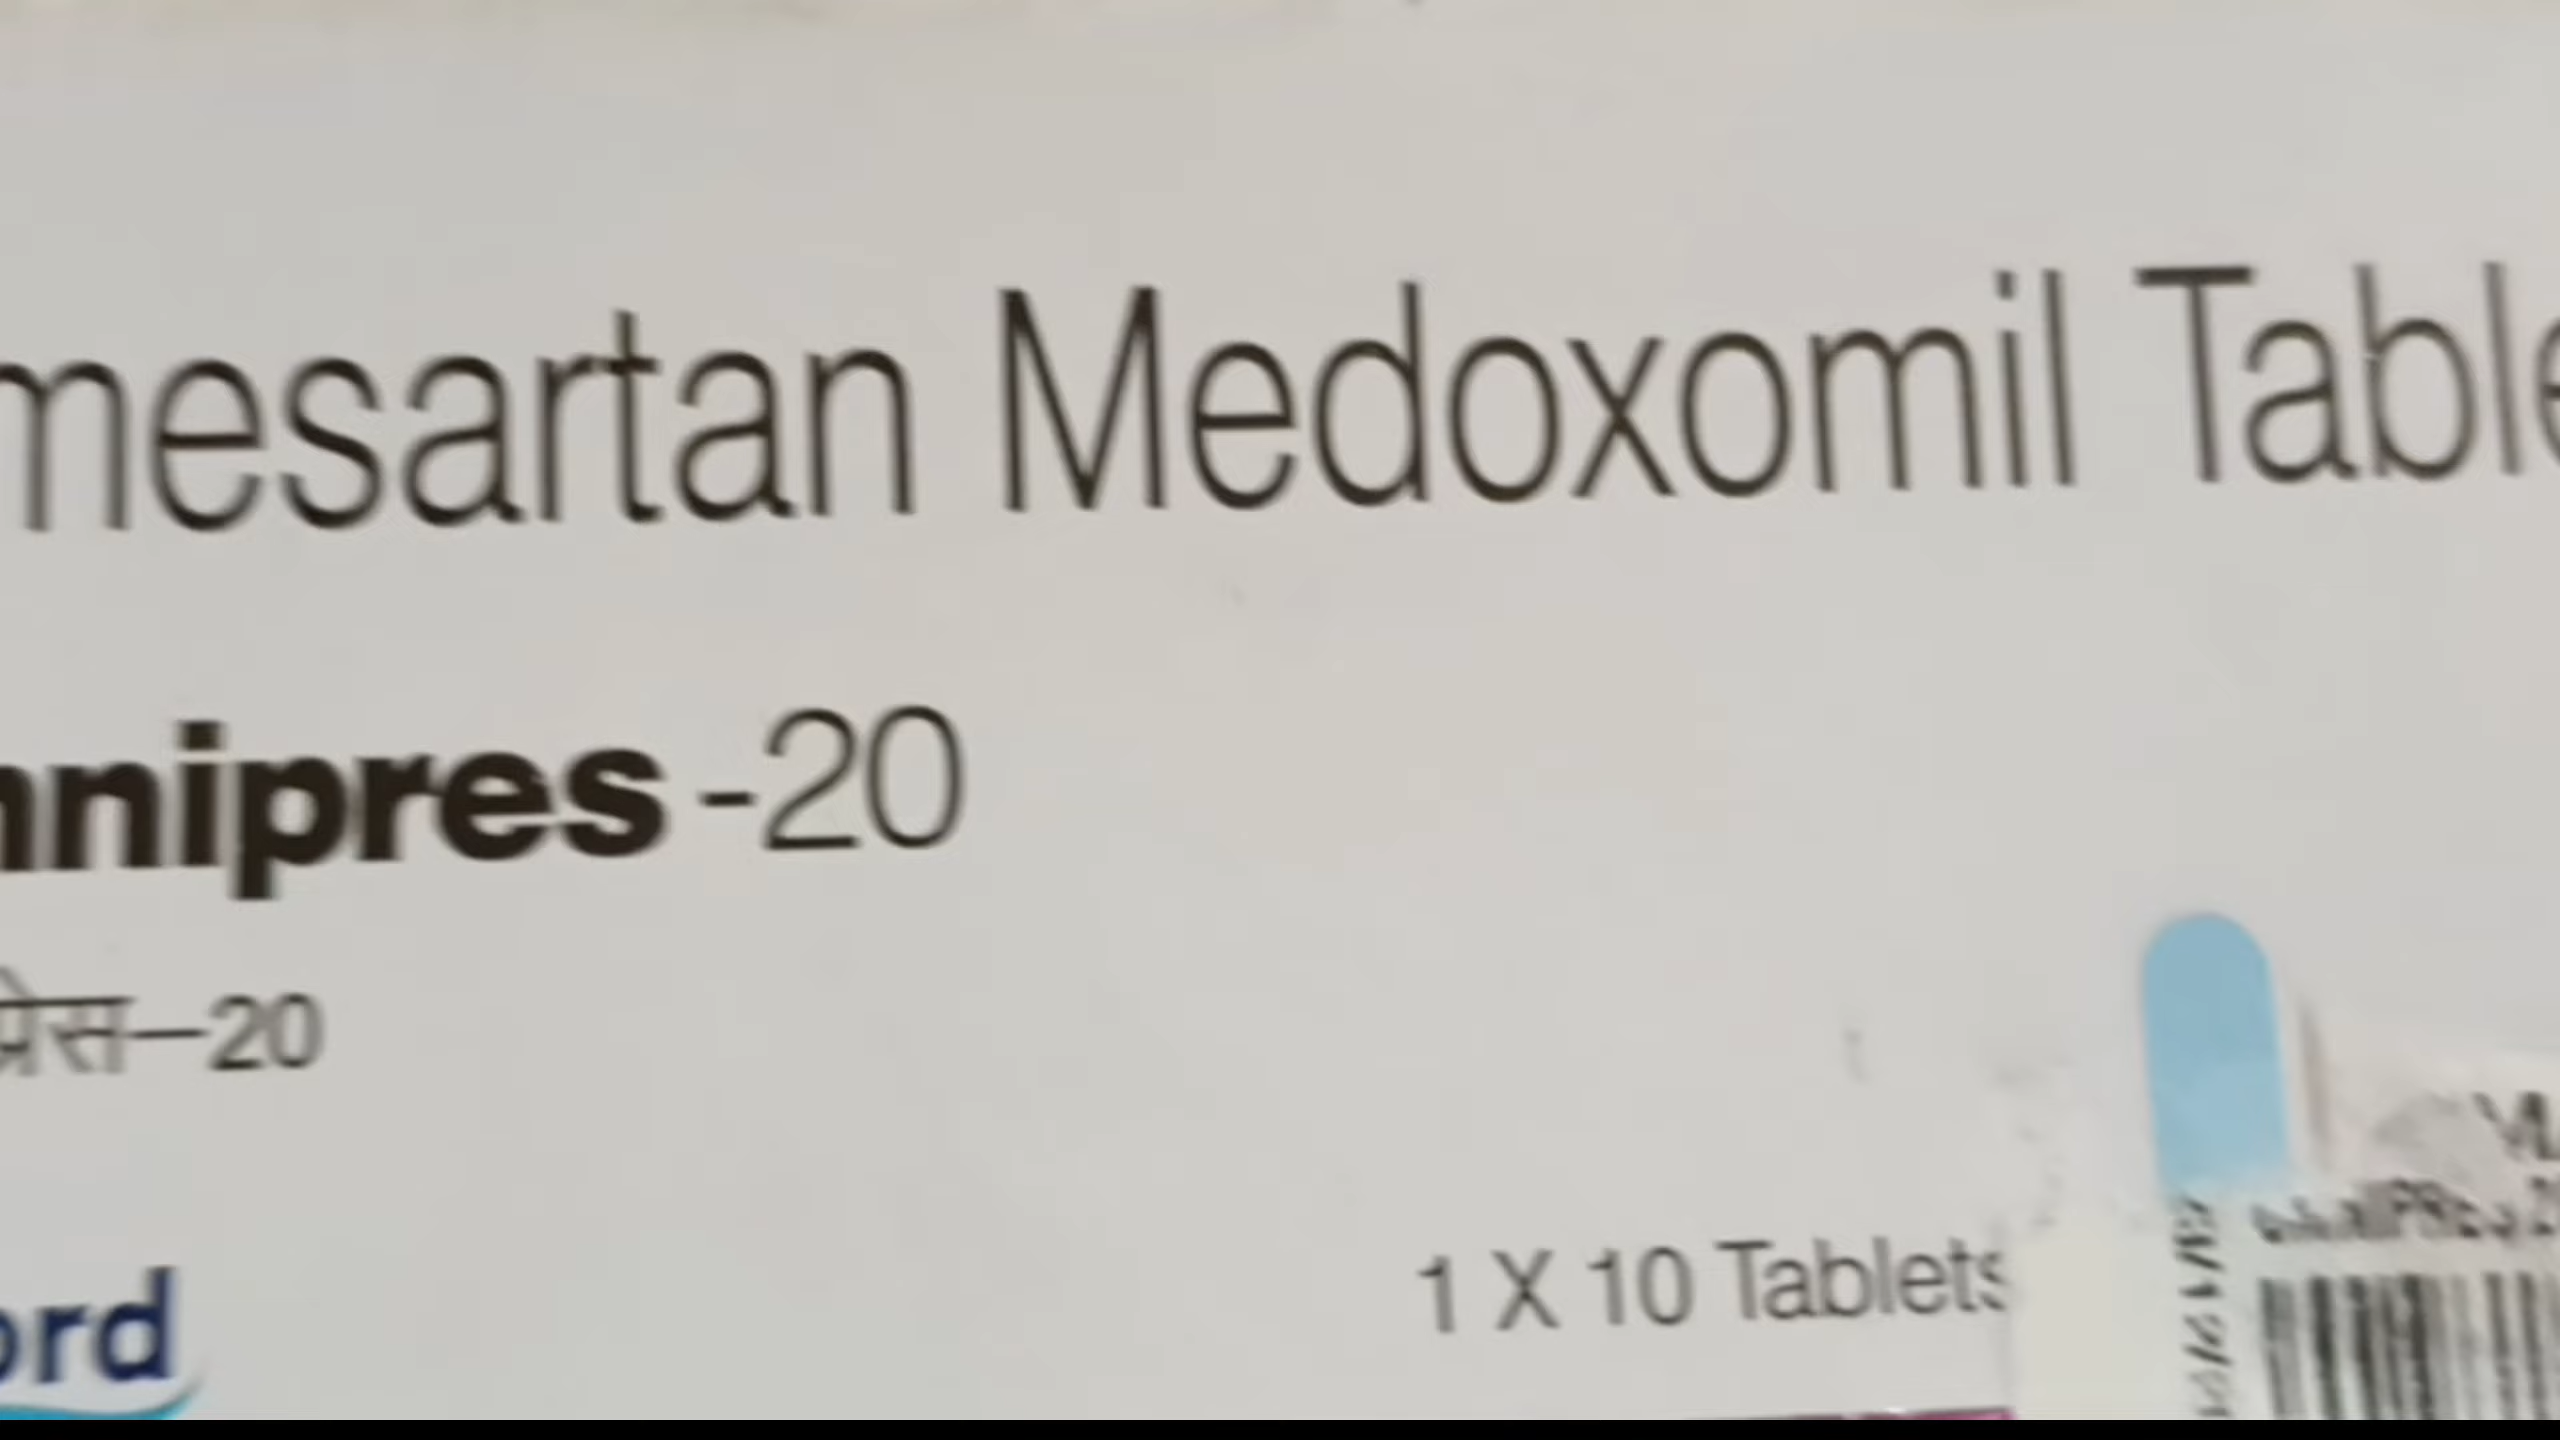 mesartan Medoxomil Table
nnipres -20
प्रेस–20
ord
1 X 10 Tablets